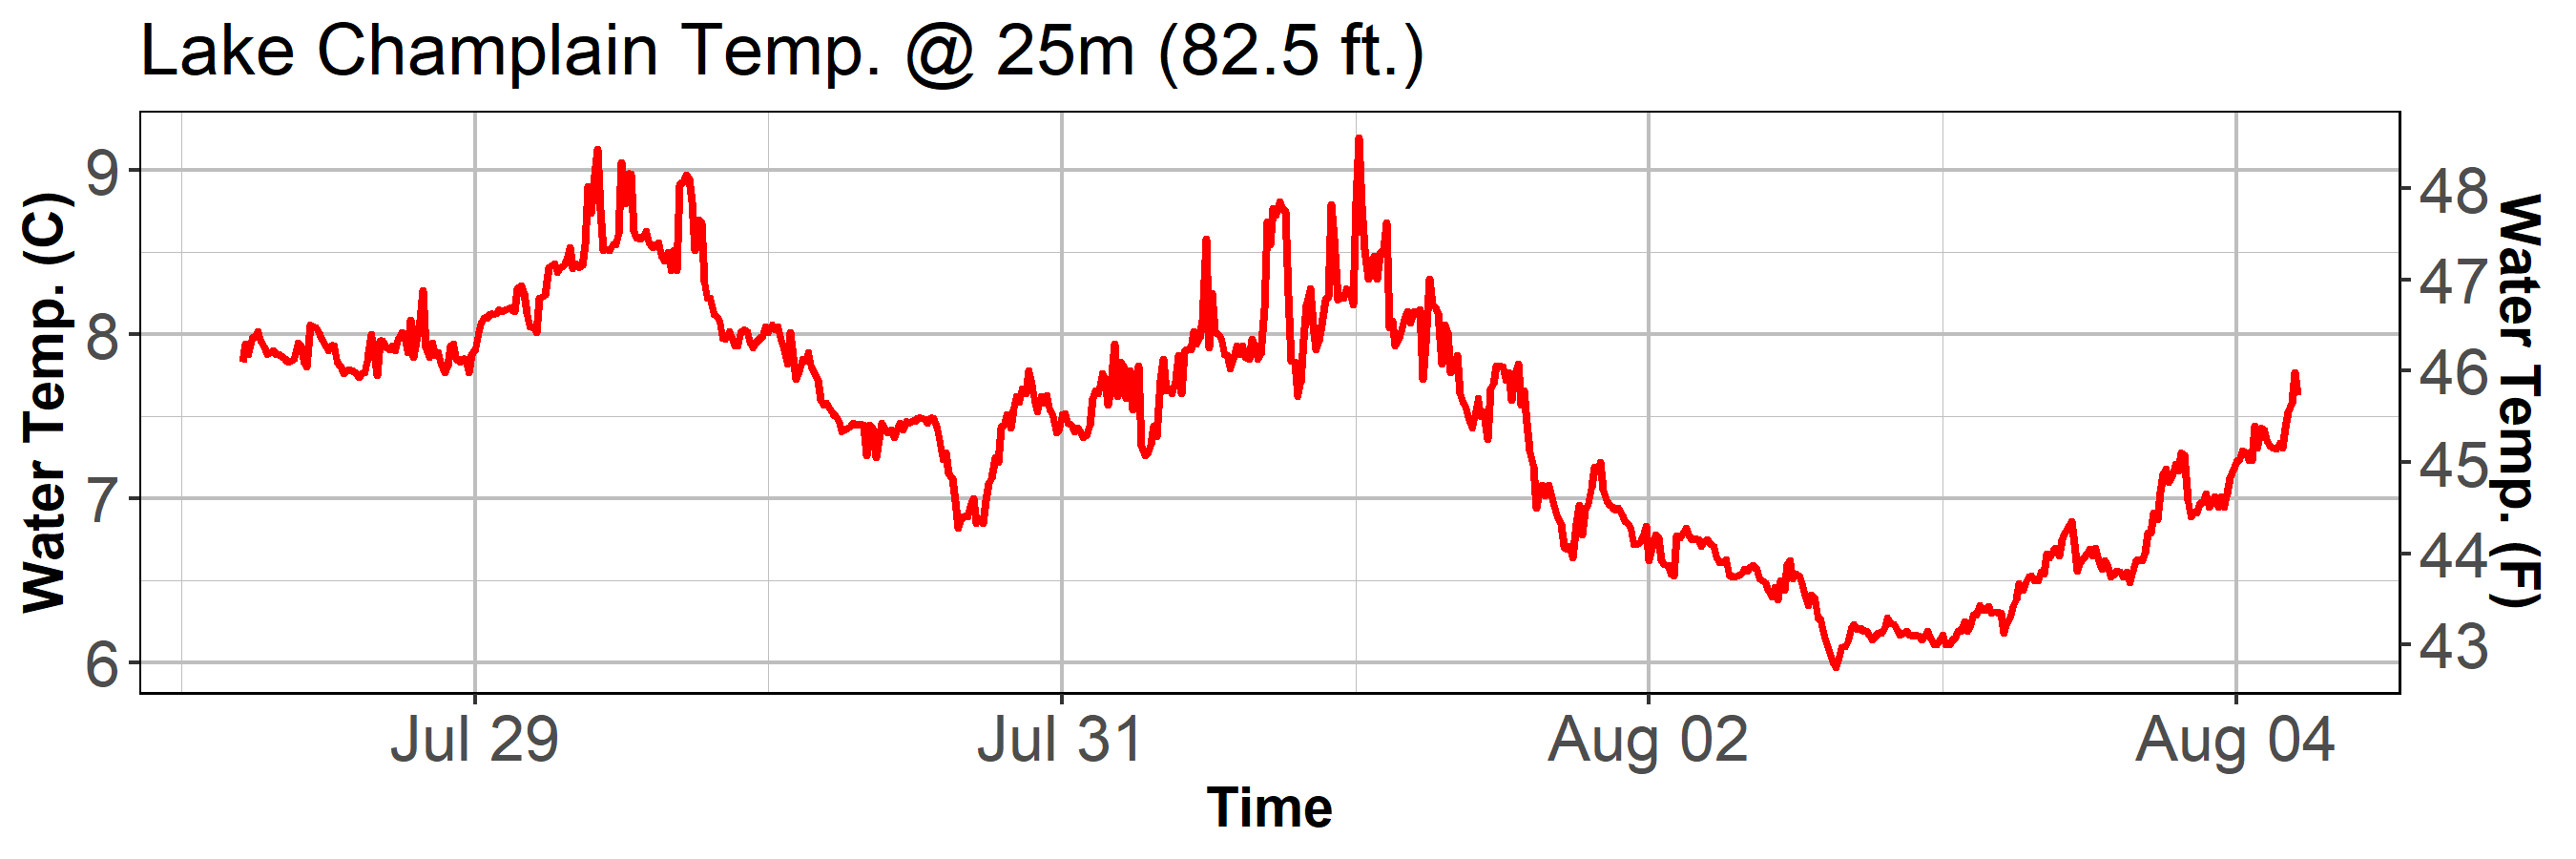 Lake Champlain Temp. @ 25m (82.5 ft.)
Water Temp. (C)
9
8
7
6
48
47
46
45
44
43
Water Temp. (F)
Jul 29
Jul 31
Aug 02
Aug 04
Time